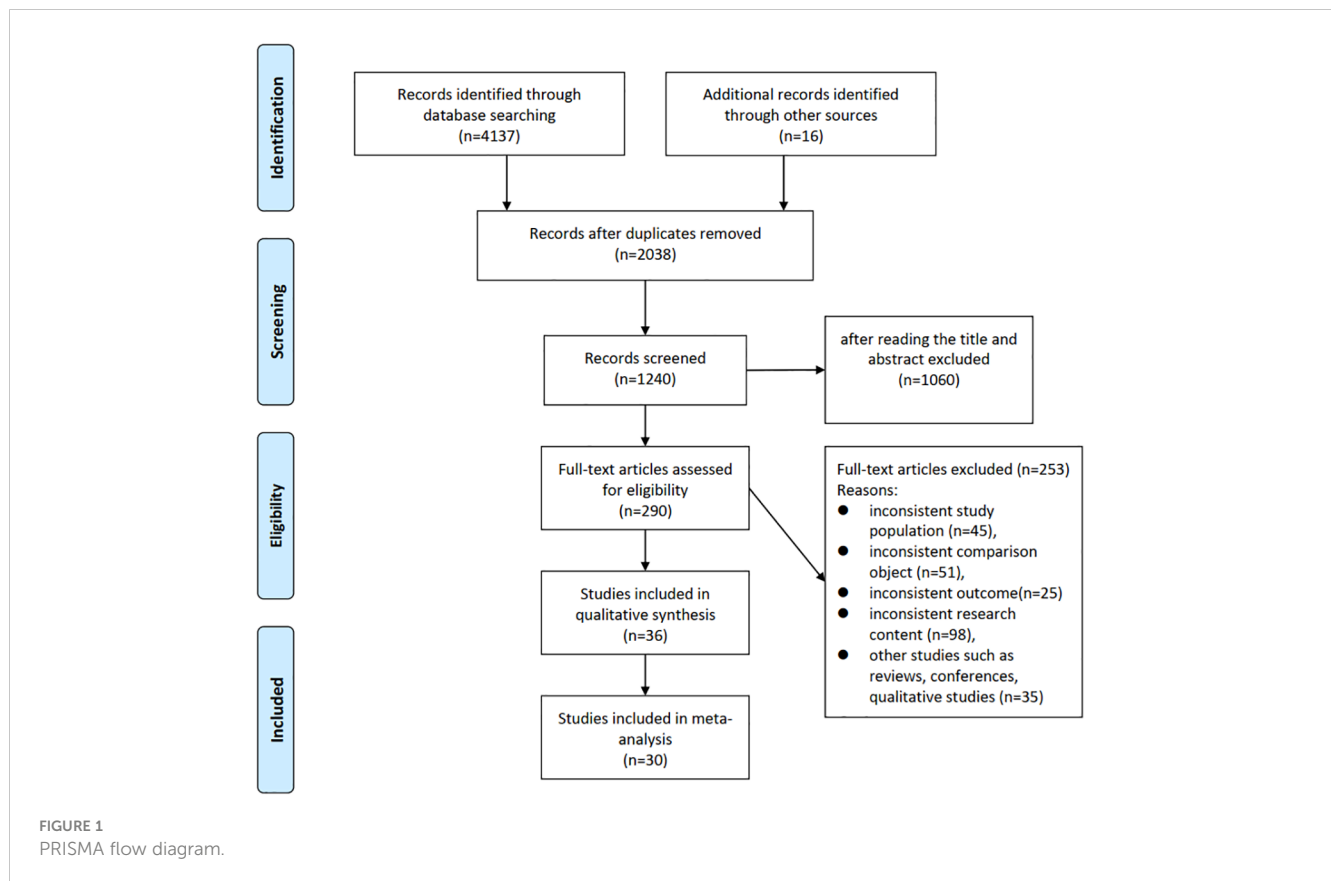 Identification
Records identified through
database searching
(n=4137)
Additional records identified
through other sources
(n=16)
Records after duplicates removed
(n=2038)
Screening
Records screened
(n=1240)
after reading the title and
abstract excluded
(n=1060)
Eligibility
Full-text articles assessed
for eligibility
(n=290)
Full-text articles excluded (n=253)
Reasons:
● inconsistent study
population (n=45),
● inconsistent comparison
object (n=51),
● inconsistent outcome(n=25)
● inconsistent research
content (n=98),
● other studies such as
reviews, conferences,
qualitative studies (n=35)
Studies included in
qualitative synthesis
(n=36)
Included
Studies included in meta-
analysis
(n=30)
FIGURE 1
PRISMA flow diagram.